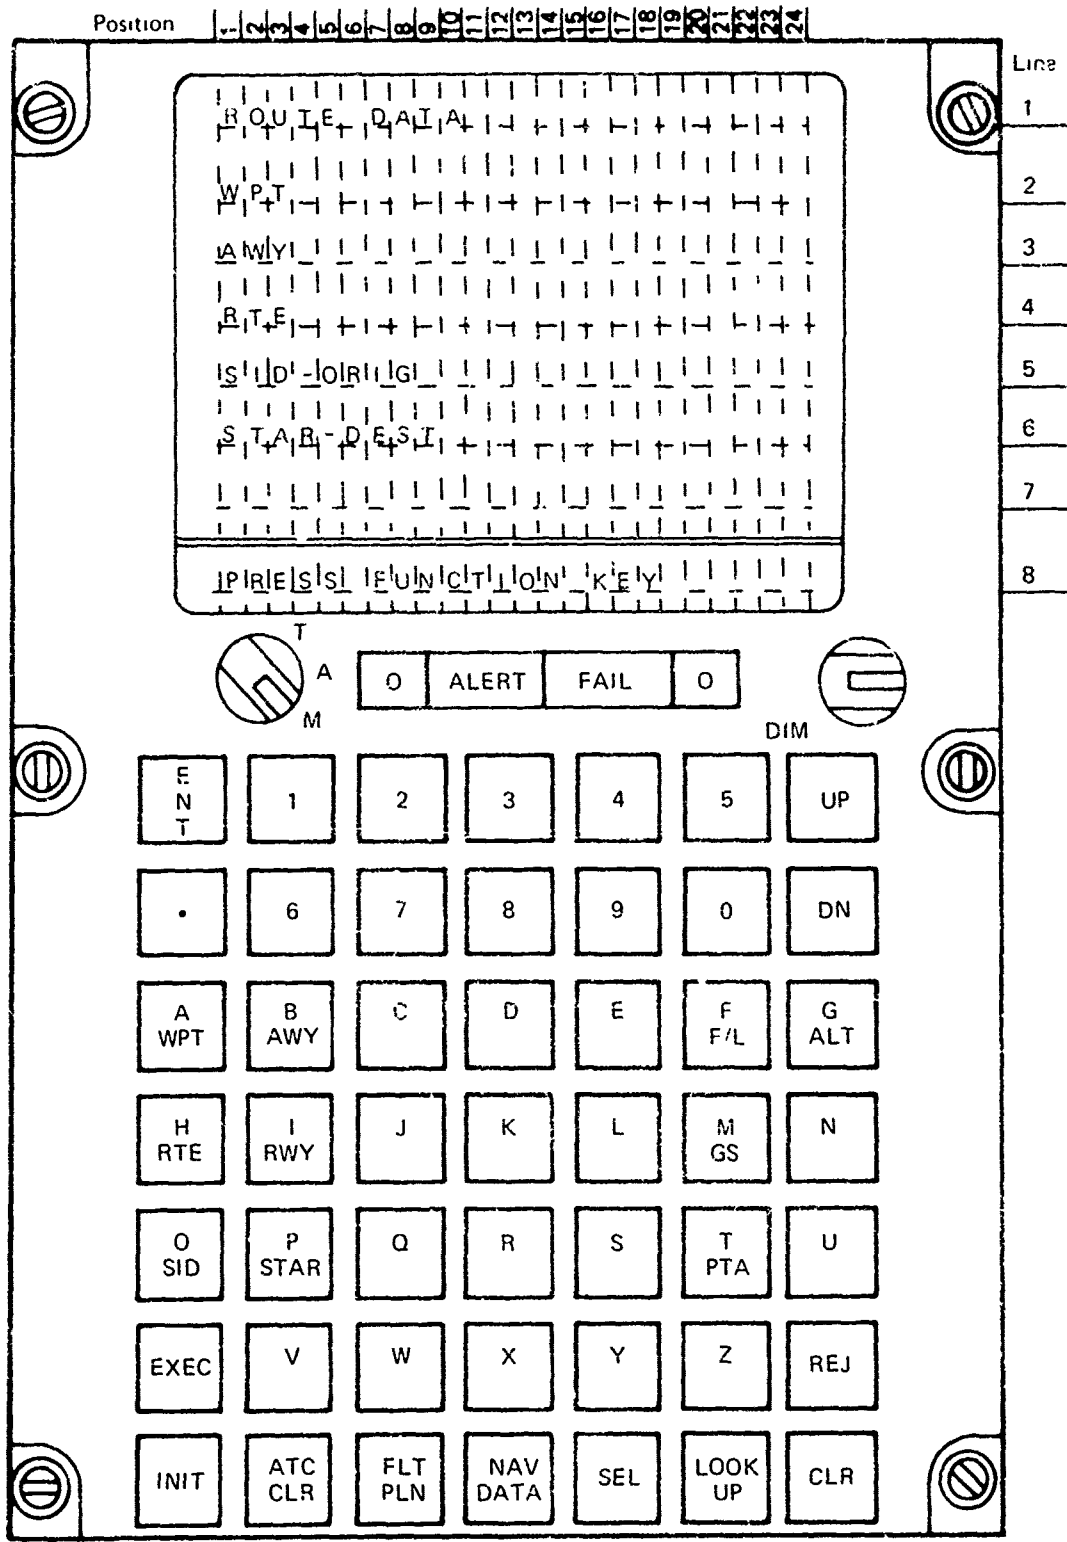 Position 1 2 3 4 5 6 7 8 9 10 11 12 13 14 15 16 17 18 19 20 21 22 23 24
Line
ROUTE DATA 1
WPT 2
AWY 3
RTE 4
SID-ORIG 5
STAR-DEST 6
7
PRESS FUNCTION KEY 8
T
A
M
O ALERT FAIL O
DIM
ENT 1 2 3 4 5 UP
. 6 7 8 9 0 DN
A B C D E F G
WPT AWY F/L ALT
H I J K L M N
RTE RWY GS
O P Q R S T U
SID STAR PTA
EXEC V W X Y Z REJ
INIT ATC FLT NAV SEL LOOK CLR
CLR PLN DATA UP